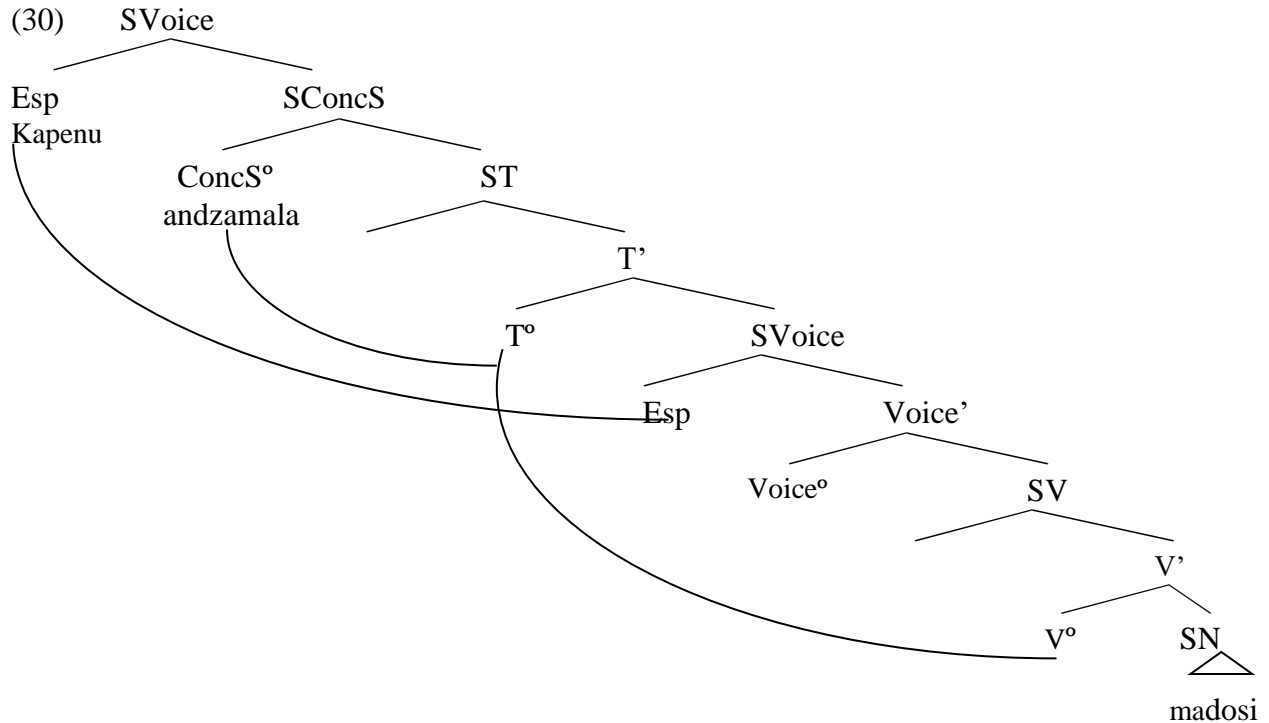 (30) SVoice
Esp SConcS
Kapenu
ConcSº ST
andzamala
T’
Tº SVoice
Esp Voice’
Voiceº SV
V’
Vº SN
madosi